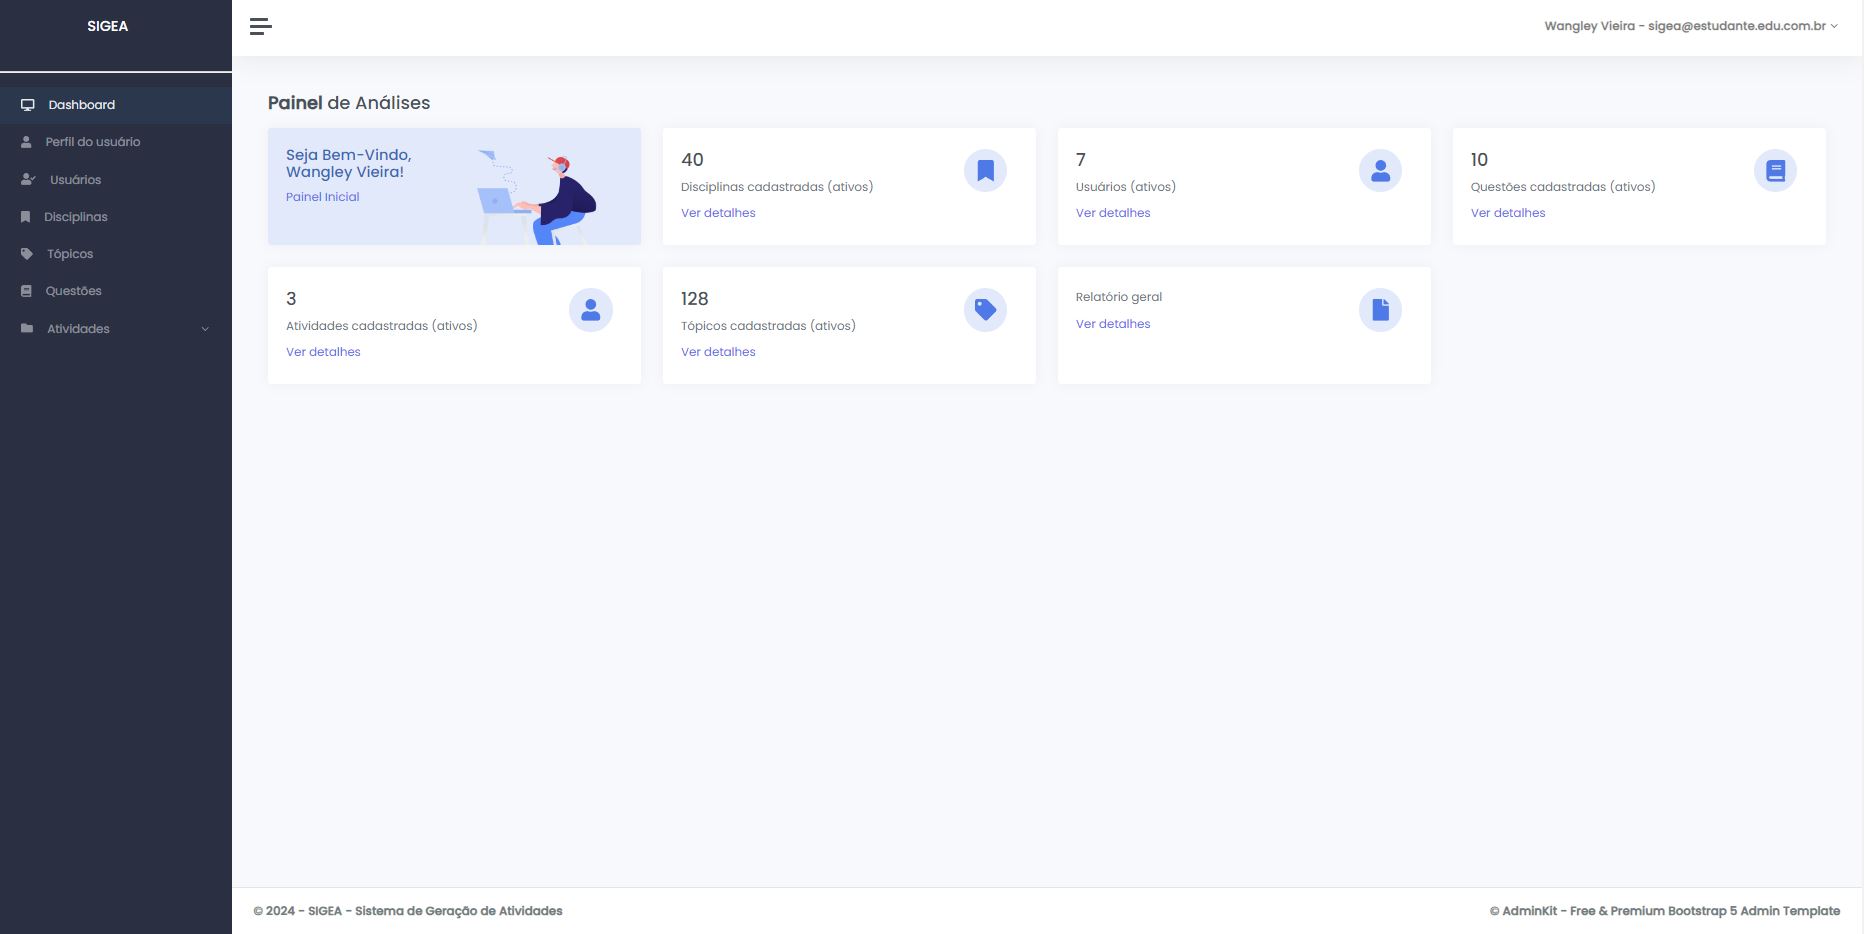 SIGEA
Wangley Vieira - sigea@estudante.edu.com.br
Dashboard
Perfil do usuário
Usuários
Disciplinas
Tópicos
Questões
Atividades
Painel de Análises
Seja Bem-Vindo,
Wangley Vieira!
Painel Inicial
40
Disciplinas cadastradas (ativos)
Ver detalhes
7
Usuários (ativos)
Ver detalhes
10
Questões cadastradas (ativos)
Ver detalhes
3
Atividades cadastradas (ativos)
Ver detalhes
128
Tópicos cadastradas (ativos)
Ver detalhes
Relatório geral
Ver detalhes
© 2024 - SIGEA - Sistema de Geração de Atividades
© AdminKit - Free & Premium Bootstrap 5 Admin Template